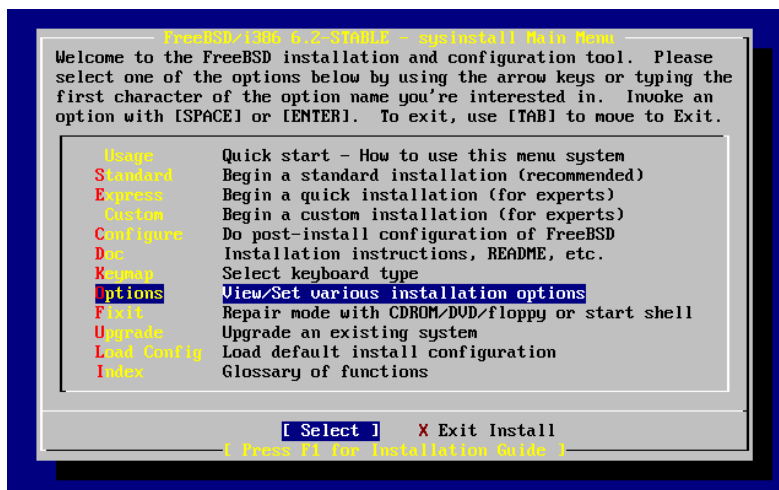 FreeBSD/i386 6.2-STABLE - sysinstall Main Menu
Welcome to the FreeBSD installation and configuration tool.  Please
select one of the options below by using the arrow keys or typing the
first character of the option name you're interested in.  Invoke an
option with [SPACE] or [ENTER].  To exit, use [TAB] to move to Exit.
Usage Quick start - How to use this menu system
Standard Begin a standard installation (recommended)
Express Begin a quick installation (for experts)
Custom Begin a custom installation (for experts)
Configure Do post-install configuration of FreeBSD
Doc Installation instructions, README, etc.
Keymap Select keyboard type
Options View/Set various installation options
Fixit Repair mode with CDROM/DVD/floppy or start shell
Upgrade Upgrade an existing system
Load Config Load default install configuration
Index Glossary of functions
[ Select ] X Exit Install
[ Press F1 for Installation Guide ]